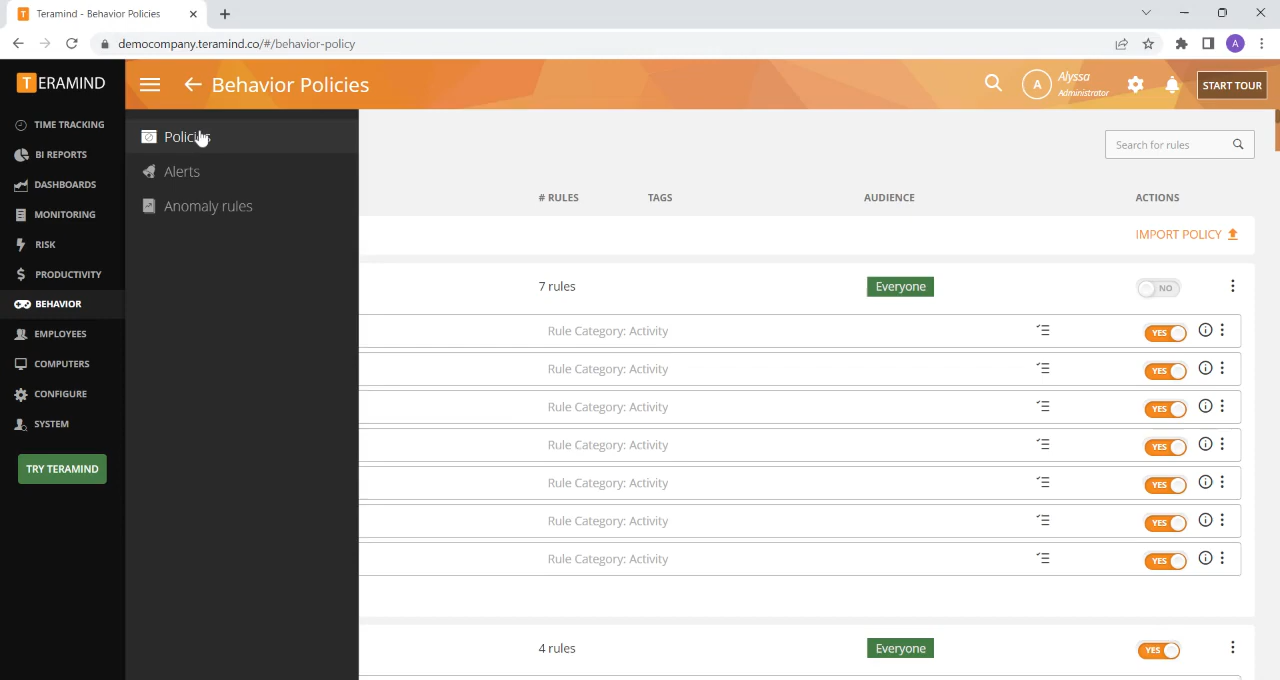 Teramind - Behavior Policies
democompany.teramind.co/#/behavior-policy
A
TERAMIND
Behavior Policies
A
Alyssa
Administrator
START TOUR
TIME TRACKING
BI REPORTS
DASHBOARDS
MONITORING
RISK
PRODUCTIVITY
BEHAVIOR
EMPLOYEES
COMPUTERS
CONFIGURE
SYSTEM
TRY TERAMIND
Policies
Alerts
Anomaly rules
Search for rules
# RULES TAGS AUDIENCE ACTIONS
IMPORT POLICY
7 rules Everyone NO
Rule Category: Activity YES
Rule Category: Activity YES
Rule Category: Activity YES
Rule Category: Activity YES
Rule Category: Activity YES
Rule Category: Activity YES
Rule Category: Activity YES
4 rules Everyone YES